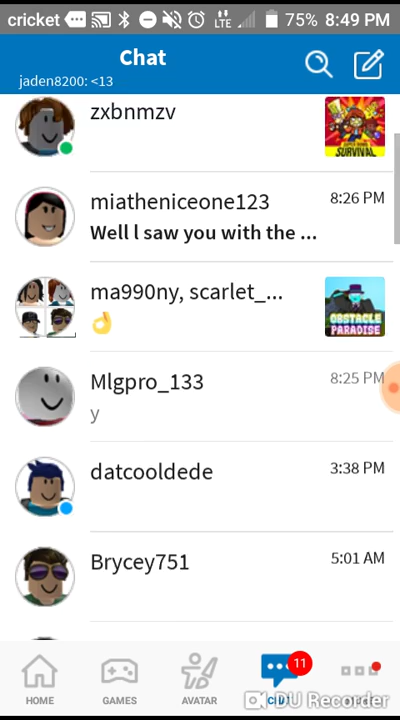 cricket LTE 75% 8:49 PM
Chat
jaden8200: <13
zxbnmzv
SURVIVAL
miatheniceone123 8:26 PM
Well l saw you with the ...
ma990ny, scarlet_...
👌
OBSTACLE
PARADISE
Mlgpro_133 8:25 PM
y
datcooldede 3:38 PM
Brycey751 5:01 AM
11
HOME GAMES AVATAR CHAT
DU Recorder